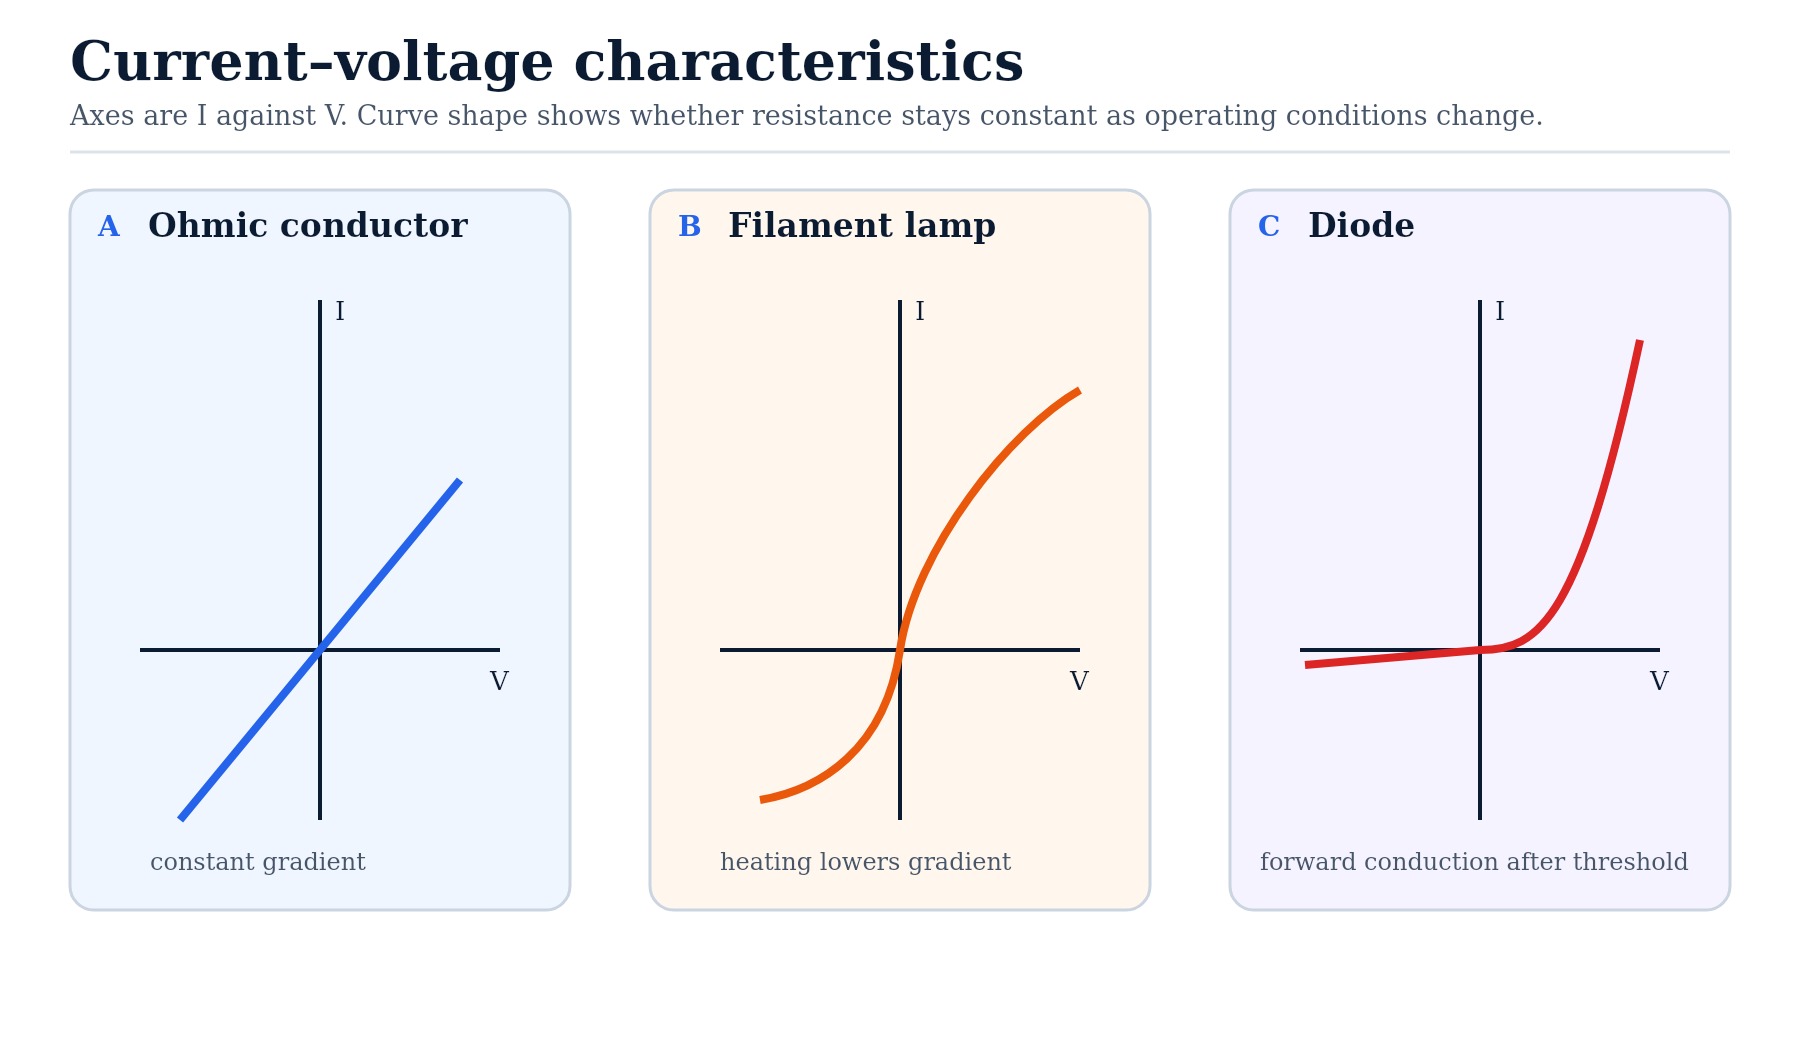 Current–voltage characteristics
Axes are I against V. Curve shape shows whether resistance stays constant as operating conditions change.
A Ohmic conductor
I
V
constant gradient
B Filament lamp
I
V
heating lowers gradient
C Diode
I
V
forward conduction after threshold